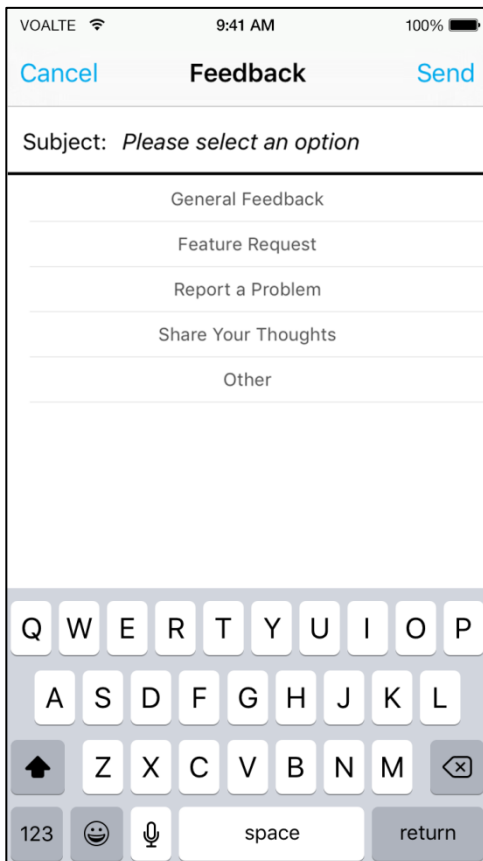 VOALTE 9:41 AM 100%
Cancel Feedback Send
Subject: Please select an option
General Feedback
Feature Request
Report a Problem
Share Your Thoughts
Other
Q W E R T Y U I O P
A S D F G H J K L
Z X C V B N M
123 space return